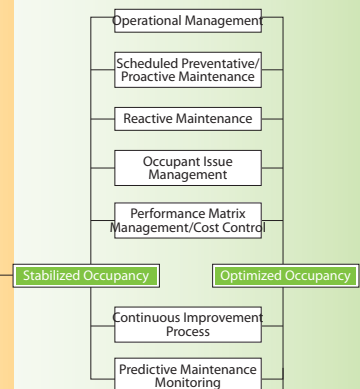 Operational Management
Scheduled Preventative/
Proactive Maintenance
Reactive Maintenance
Occupant Issue
Management
Performance Matrix
Management/Cost Control
Stabilized Occupancy
Optimized Occupancy
Continuous Improvement
Process
Predictive Maintenance
Monitoring